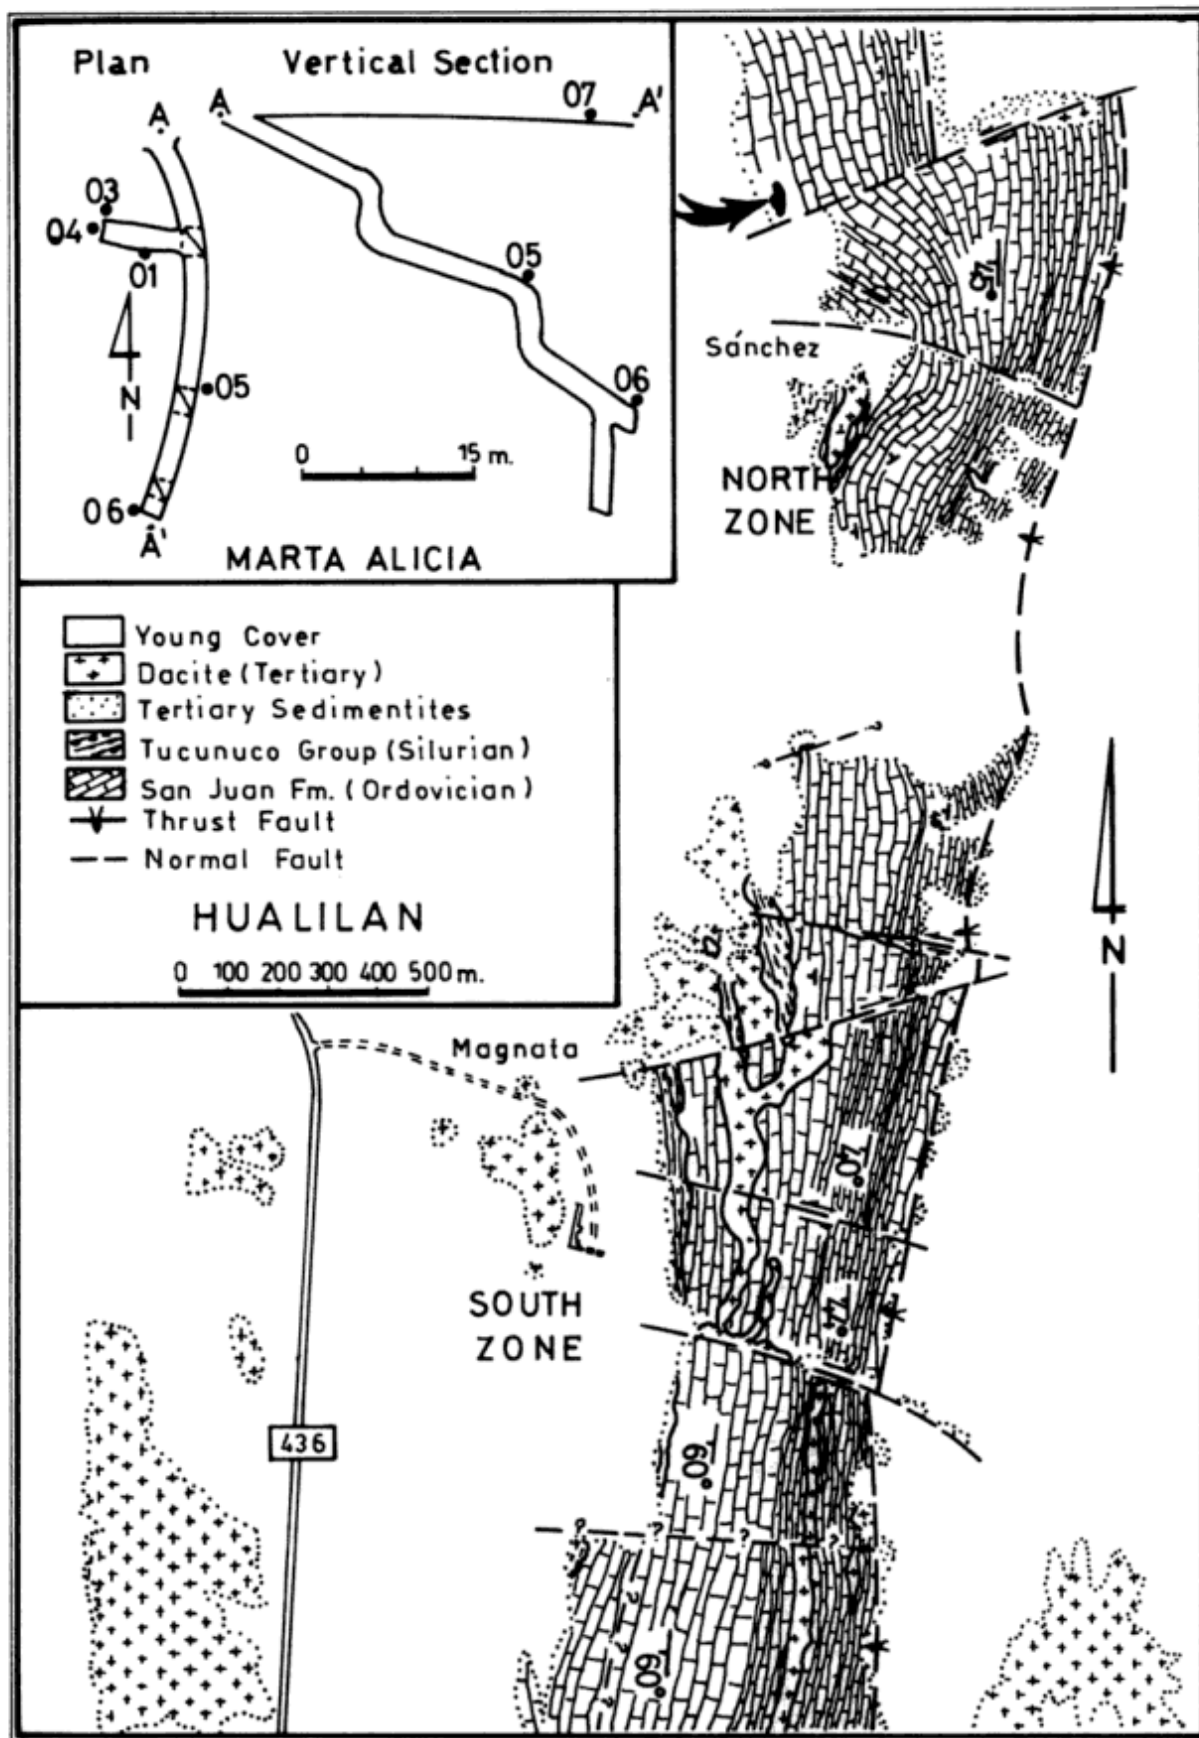 Plan
Vertical Section
A
A
07
A'
03
04
01
05
N
05
06
06
A'
0 15 m.
MARTA ALICIA
Young Cover
Dacite (Tertiary)
Tertiary Sedimentites
Tucunuco Group (Silurian)
San Juan Fm. (Ordovician)
Thrust Fault
Normal Fault
HUALILAN
0 100 200 300 400 500 m.
Sánchez
NORTH
ZONE
?
?
N
Magnata
70°
SOUTH
ZONE
77°
436
60°
?
?
?
?
?
?
?
60°
?